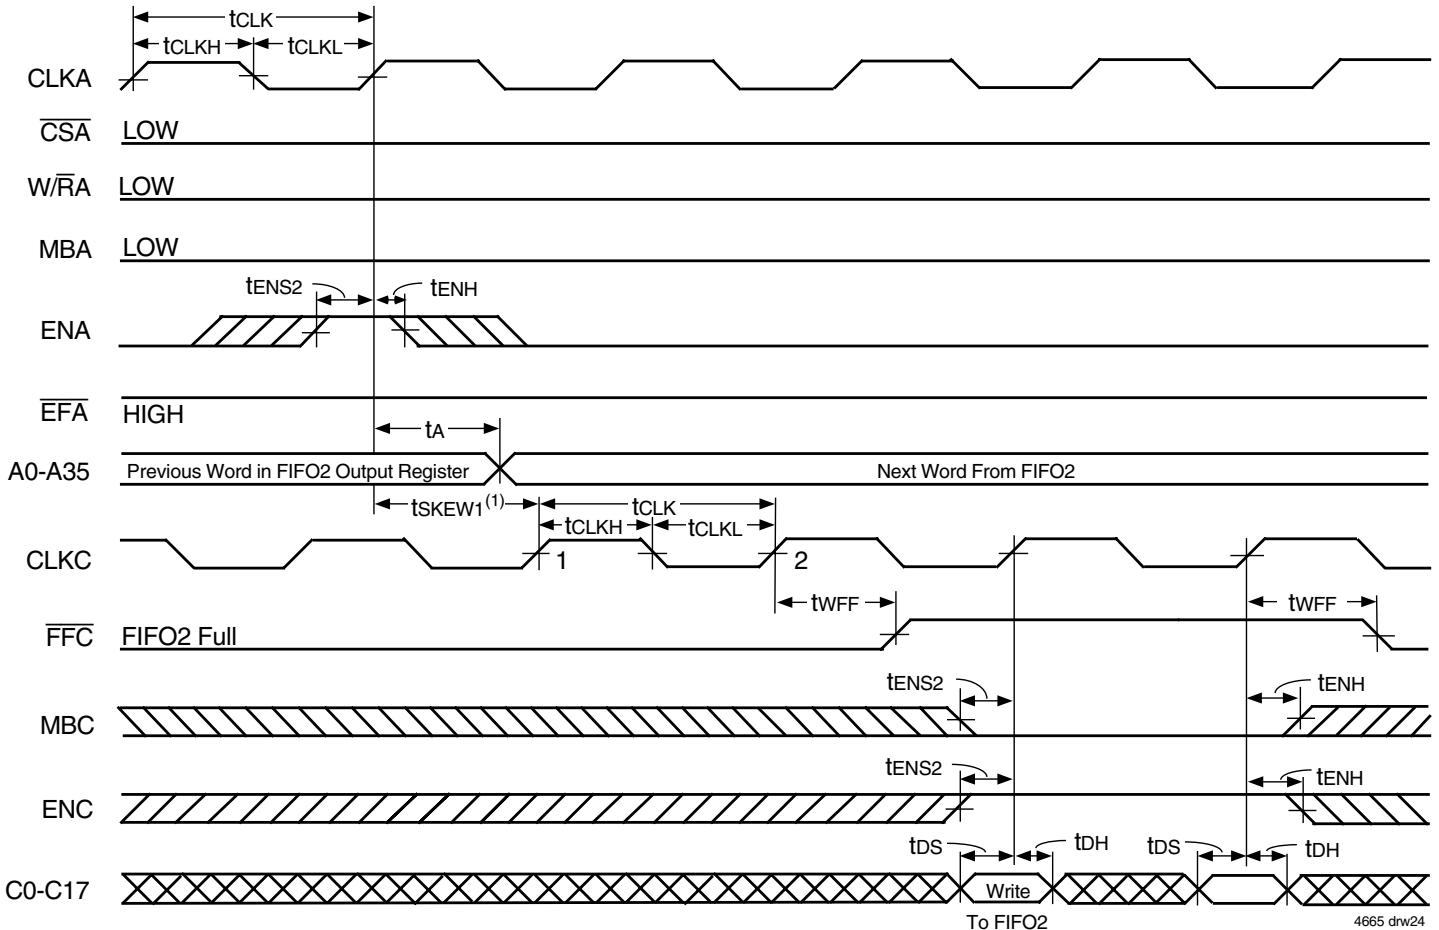 tCLK
tCLKH tCLKL
CLKA
CSA LOW
W/RA LOW
MBA LOW
tENS2 tENH
ENA
EFA HIGH
tA
A0-A35 Previous Word in FIFO2 Output Register Next Word From FIFO2
tSKEW1(1) tCLK
tCLKH tCLKL
CLKC 1 2
tWFF tWFF
FFC FIFO2 Full
tENS2 tENH
MBC
tENS2 tENH
ENC
tDS tDH tDS tDH
C0-C17 Write
To FIFO2
4665 drw24